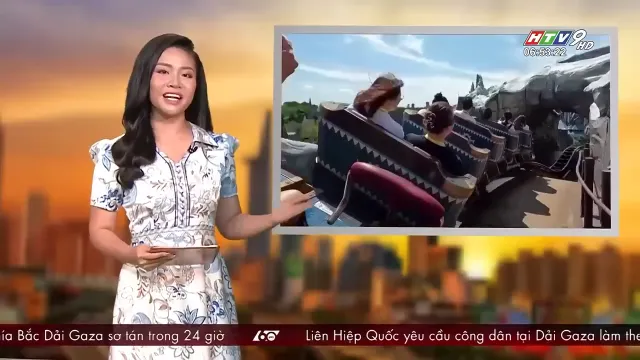 HTV9 HD
06:53:22
ía Bắc Dải Gaza sơ tán trong 24 giờ 60 Liên Hiệp Quốc yêu cầu công dân tại Dải Gaza làm the